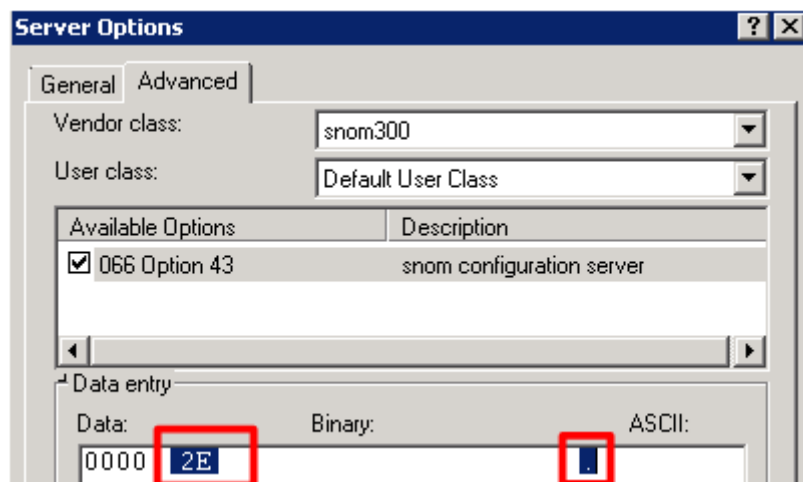 Server Options ? ×
General Advanced
Vendor class: snom300
User class: Default User Class
Available Options Description
066 Option 43 snom configuration server
Data entry
Data: Binary: ASCII:
0000 2E .